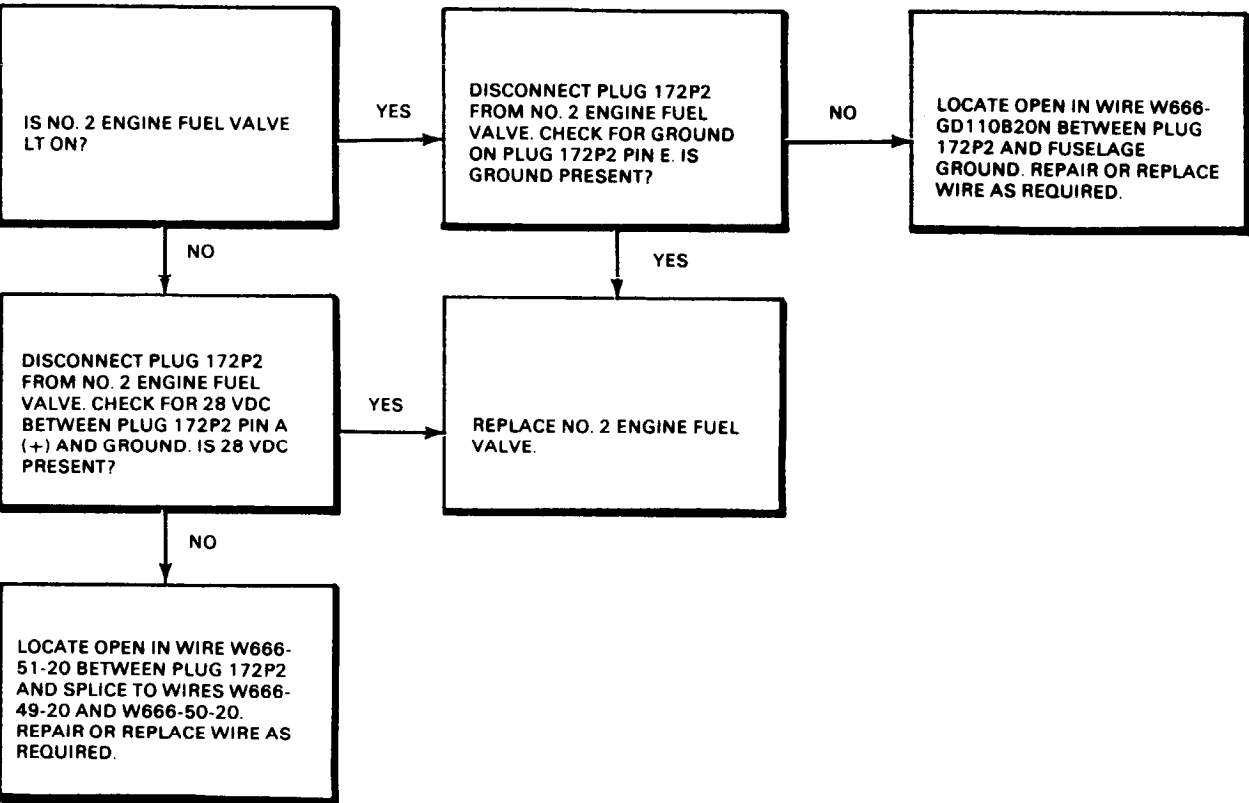 IS NO. 2 ENGINE FUEL VALVE
LT ON?
YES
DISCONNECT PLUG 172P2
FROM NO. 2 ENGINE FUEL
VALVE. CHECK FOR GROUND
ON PLUG 172P2 PIN E. IS
GROUND PRESENT?
NO
LOCATE OPEN IN WIRE W666-
GD110B20N BETWEEN PLUG
172P2 AND FUSELAGE
GROUND. REPAIR OR REPLACE
WIRE AS REQUIRED.
NO
YES
DISCONNECT PLUG 172P2
FROM NO. 2 ENGINE FUEL
VALVE. CHECK FOR 28 VDC
BETWEEN PLUG 172P2 PIN A
(+) AND GROUND. IS 28 VDC
PRESENT?
YES
REPLACE NO. 2 ENGINE FUEL
VALVE.
NO
LOCATE OPEN IN WIRE W666-
51-20 BETWEEN PLUG 172P2
AND SPLICE TO WIRES W666-
49-20 AND W666-50-20.
REPAIR OR REPLACE WIRE AS
REQUIRED.